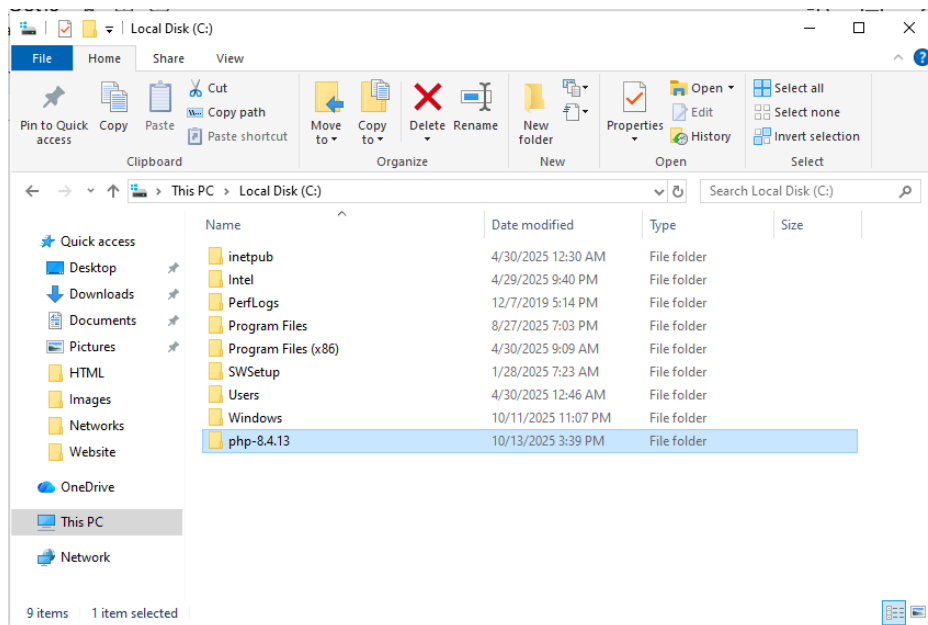 Local Disk (C:)
File Home Share View
Pin to Quick access
Copy
Paste
Cut
Copy path
Paste shortcut
Clipboard
Move to
Copy to
Delete
Rename
Organize
New folder
New
Properties
Open
Edit
History
Open
Select all
Select none
Invert selection
Select
This PC > Local Disk (C:)
Search Local Disk (C:)
Quick access
Desktop
Downloads
Documents
Pictures
HTML
Images
Networks
Website
OneDrive
This PC
Network
Name Date modified Type Size
inetpub 4/30/2025 12:30 AM File folder
Intel 4/29/2025 9:40 PM File folder
PerfLogs 12/7/2019 5:14 PM File folder
Program Files 8/27/2025 7:03 PM File folder
Program Files (x86) 4/30/2025 9:09 AM File folder
SWSetup 1/28/2025 7:23 AM File folder
Users 4/30/2025 12:46 AM File folder
Windows 10/11/2025 11:07 PM File folder
php-8.4.13 10/13/2025 3:39 PM File folder
9 items 1 item selected